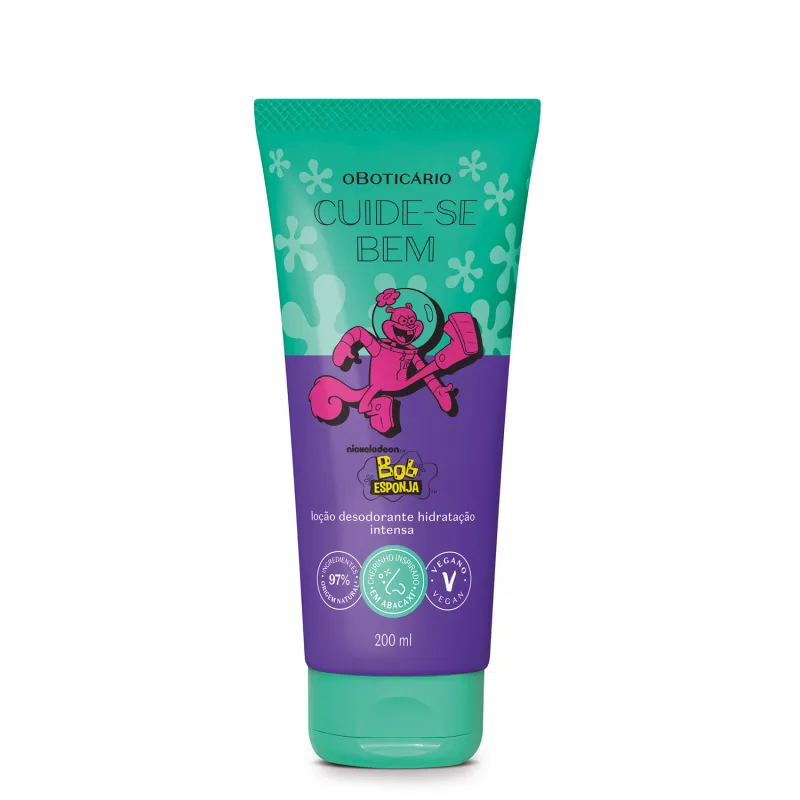 oBOTICÁRIO
CUIDE-SE
BEM
nickelodeon
Bob
ESPONJA
loção desodorante hidratação
intensa
INGREDIENTES
97%
ORIGEM NATURAL
CHEIRINHO INSPIRADO
EM ABACAXI
VEGANO
V
VEGAN
200 ml